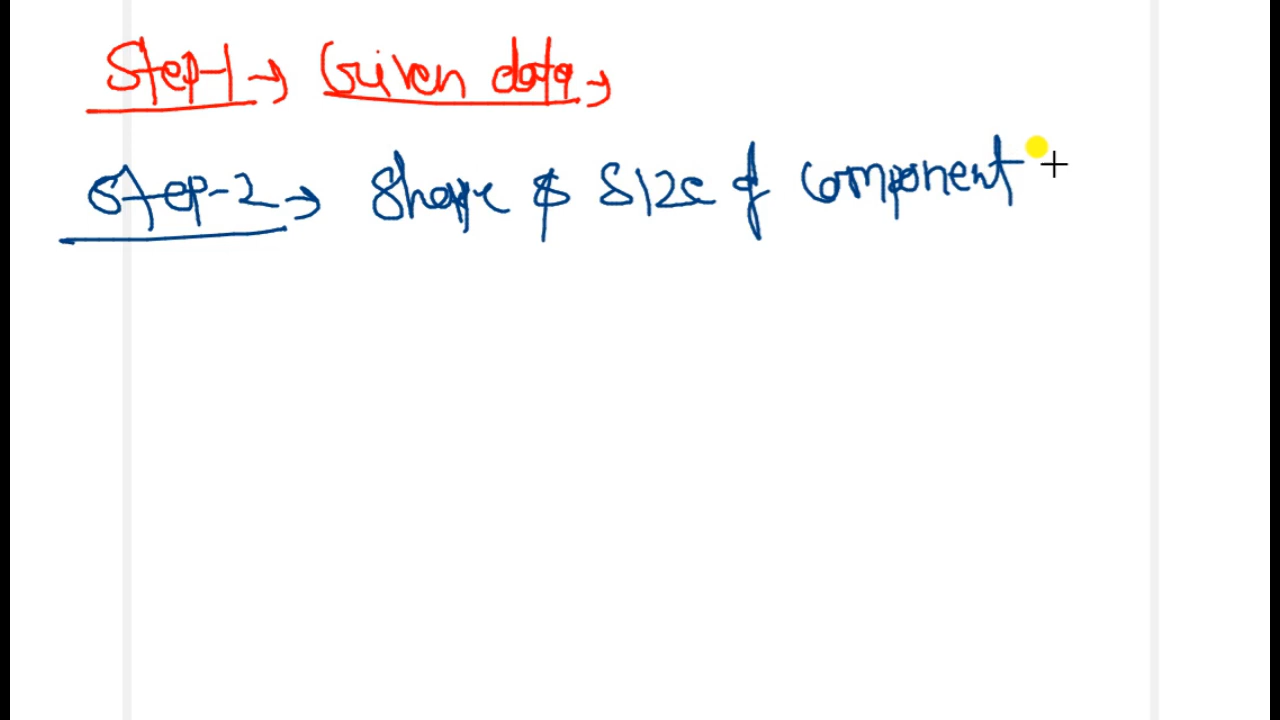 Step-1 → Given data →
Step-2 → Shape & Size of component